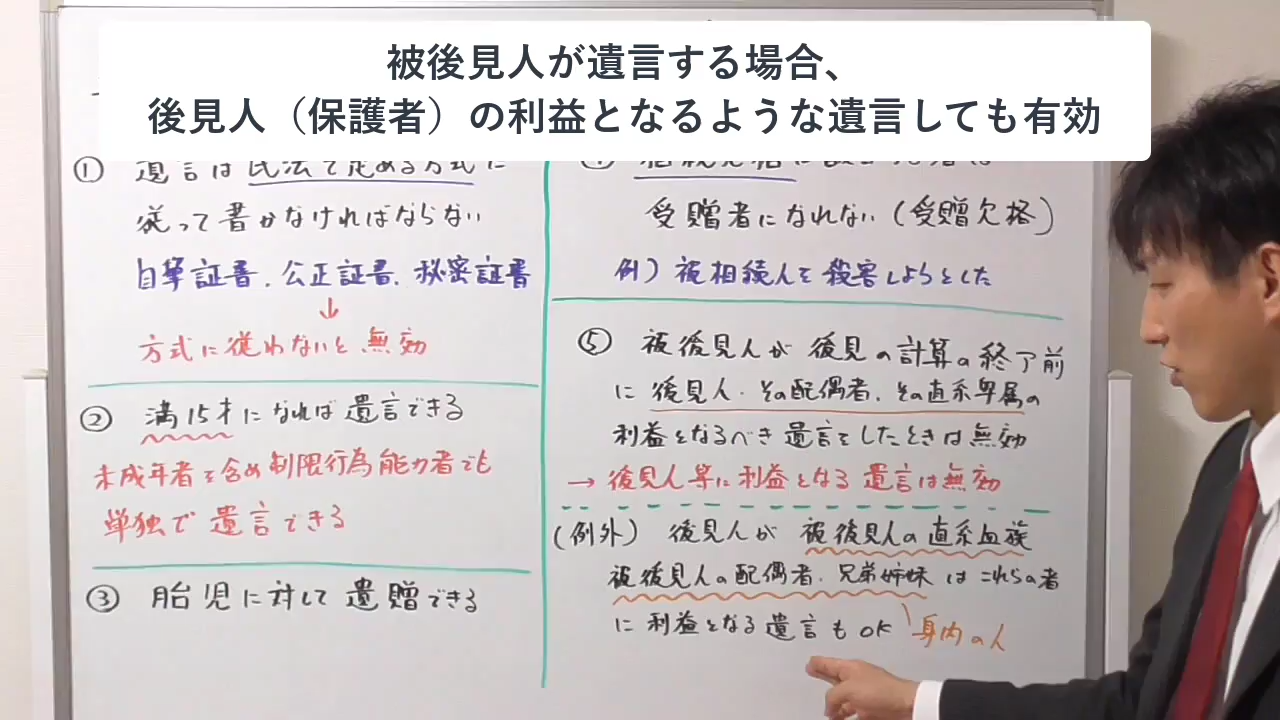 被後見人が遺言する場合、
後見人（保護者）の利益となるような遺言しても有効
① 遺言は民法で定める方式に
従って書かなければならない
自筆証書、公正証書、秘密証書
↓
方式に従わないと無効
② 満15才になれば遺言できる
未成年者を含め制限行為能力者でも
単独で遺言できる
③ 胎児に対して遺贈できる
受贈者になれない（受贈欠格）
例）被相続人を殺害しようとした
⑤ 被後見人が後見の計算の終了前
に後見人・その配偶者、その直系卑属の
利益となるべき遺言をしたときは無効
→ 後見人等に利益となる遺言は無効
（例外） 後見人が被後見人の直系血族
被後見人の配偶者、兄弟姉妹はこれらの者
に利益となる遺言もOK 身内の人